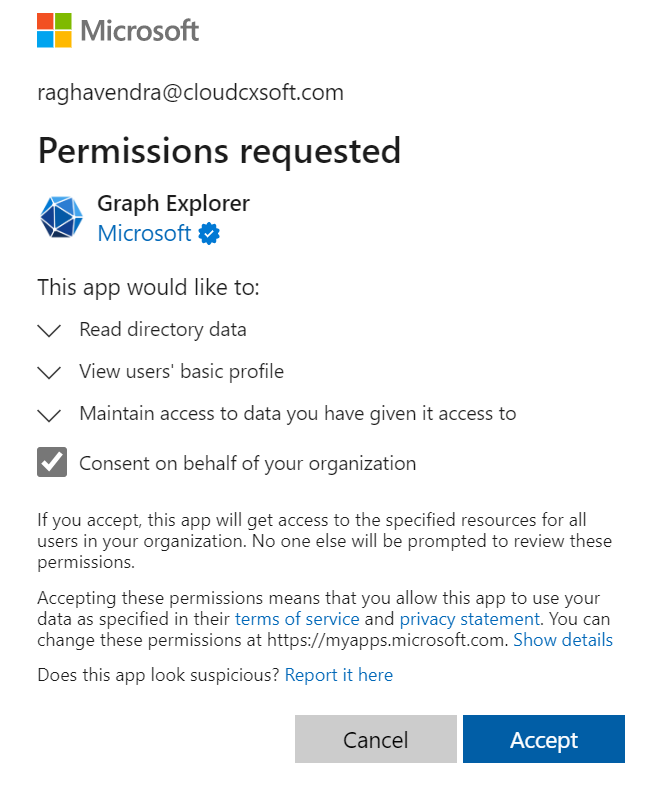 Microsoft
raghavendra@cloudcxsoft.com
Permissions requested
Graph Explorer
Microsoft
This app would like to:
Read directory data
View users' basic profile
Maintain access to data you have given it access to
Consent on behalf of your organization
If you accept, this app will get access to the specified resources for all
users in your organization. No one else will be prompted to review these
permissions.
Accepting these permissions means that you allow this app to use your
data as specified in their terms of service and privacy statement. You can
change these permissions at https://myapps.microsoft.com. Show details
Does this app look suspicious? Report it here
Cancel
Accept